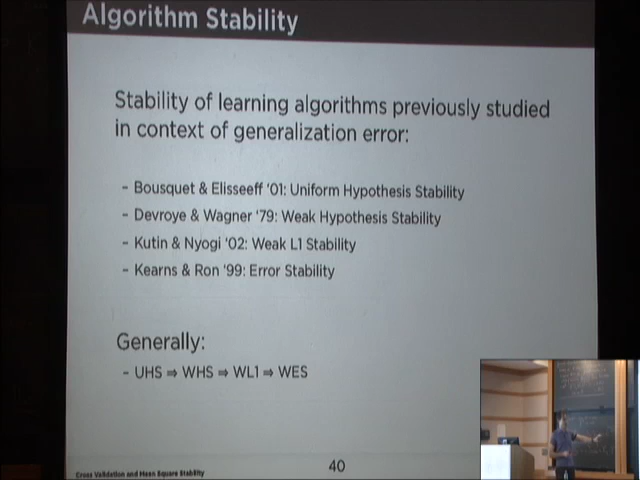 Algorithm Stability
Stability of learning algorithms previously studied
in context of generalization error:
- Bousquet & Elisseeff '01: Uniform Hypothesis Stability
- Devroye & Wagner '79: Weak Hypothesis Stability
- Kutin & Nyogi '02: Weak L1 Stability
- Kearns & Ron '99: Error Stability
Generally:
- UHS ⇒ WHS ⇒ WL1 ⇒ WES
Cross Validation and Mean Square Stability
40